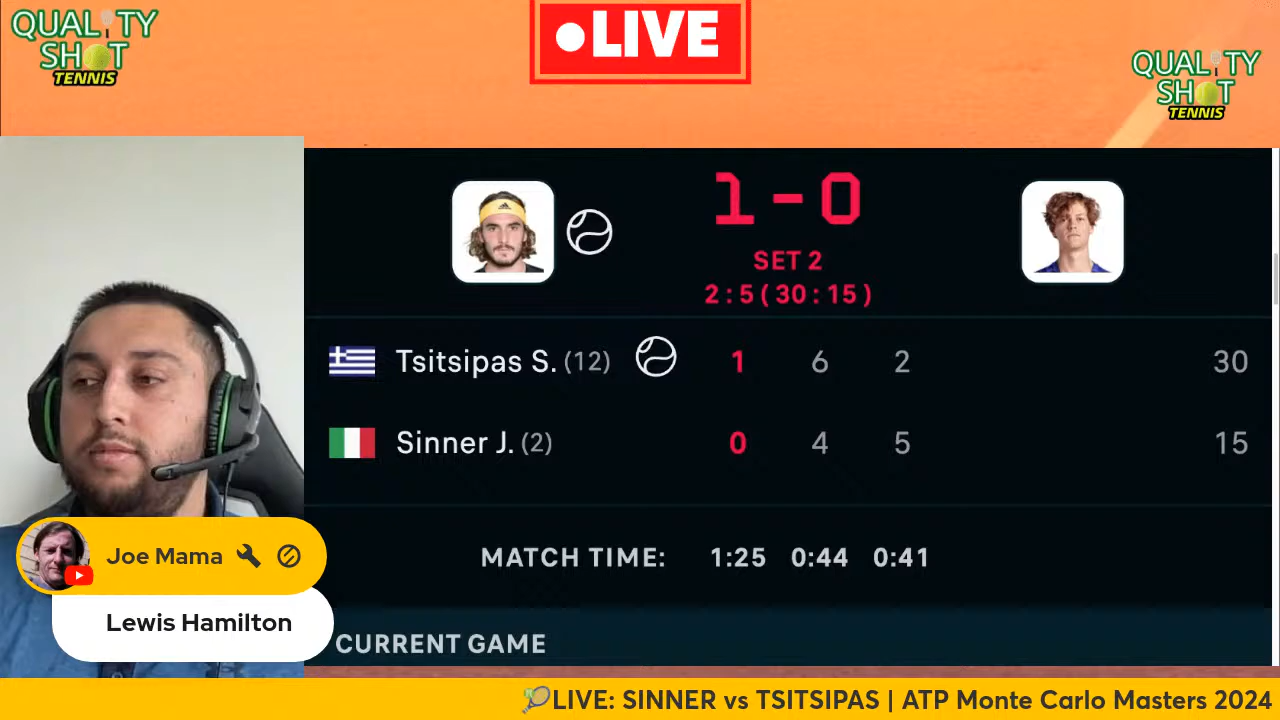 QUALITY
SHOT
TENNIS
LIVE
QUALITY
SHOT
TENNIS
1-0
SET 2
2:5(30:15)
Tsitsipas S. (12) 1 6 2 30
Sinner J. (2) 0 4 5 15
MATCH TIME: 1:25 0:44 0:41
CURRENT GAME
Joe Mama
Lewis Hamilton
LIVE: SINNER vs TSITSIPAS | ATP Monte Carlo Masters 2024